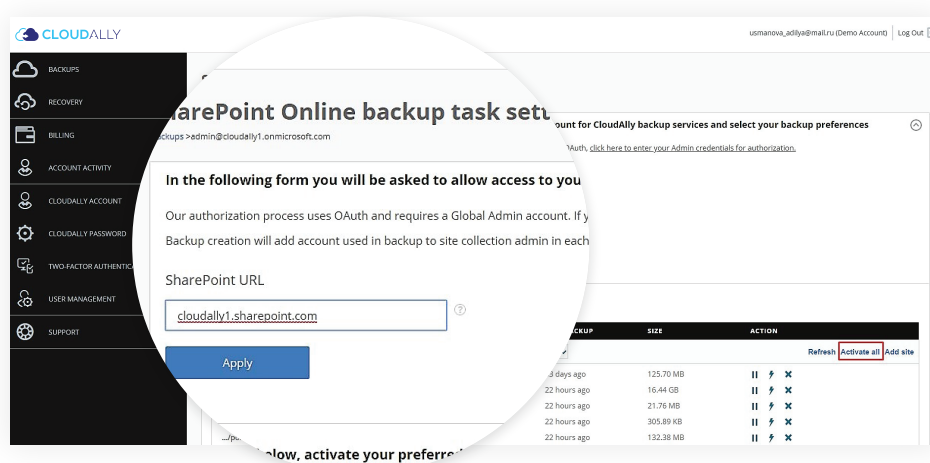 CLOUDALLY
usmanova_adilya@mail.ru (Demo Account) Log Out
BACKUPS
RECOVERY
BILLING
ACCOUNT ACTIVITY
CLOUDALLY ACCOUNT
CLOUDALLY PASSWORD
TWO-FACTOR AUTHENTICA
USER MANAGEMENT
SUPPORT
arePoint Online backup task setu
ckups >admin@cloudally1.onmicrosoft.com
ount for CloudAlly backup services and select your backup preferences
OAuth, click here to enter your Admin credentials for authorization.
In the following form you will be asked to allow access to you
Our authorization process uses OAuth and requires a Global Admin account. If y
Backup creation will add account used in backup to site collection admin in each
SharePoint URL
cloudally1.sharepoint.com
?
Apply
CKUP SIZE ACTION
Refresh Activate all Add site
3 days ago 125.70 MB
22 hours ago 16.44 GB
22 hours ago 21.76 MB
22 hours ago 305.89 KB
22 hours ago 132.38 MB
elow, activate your preferre